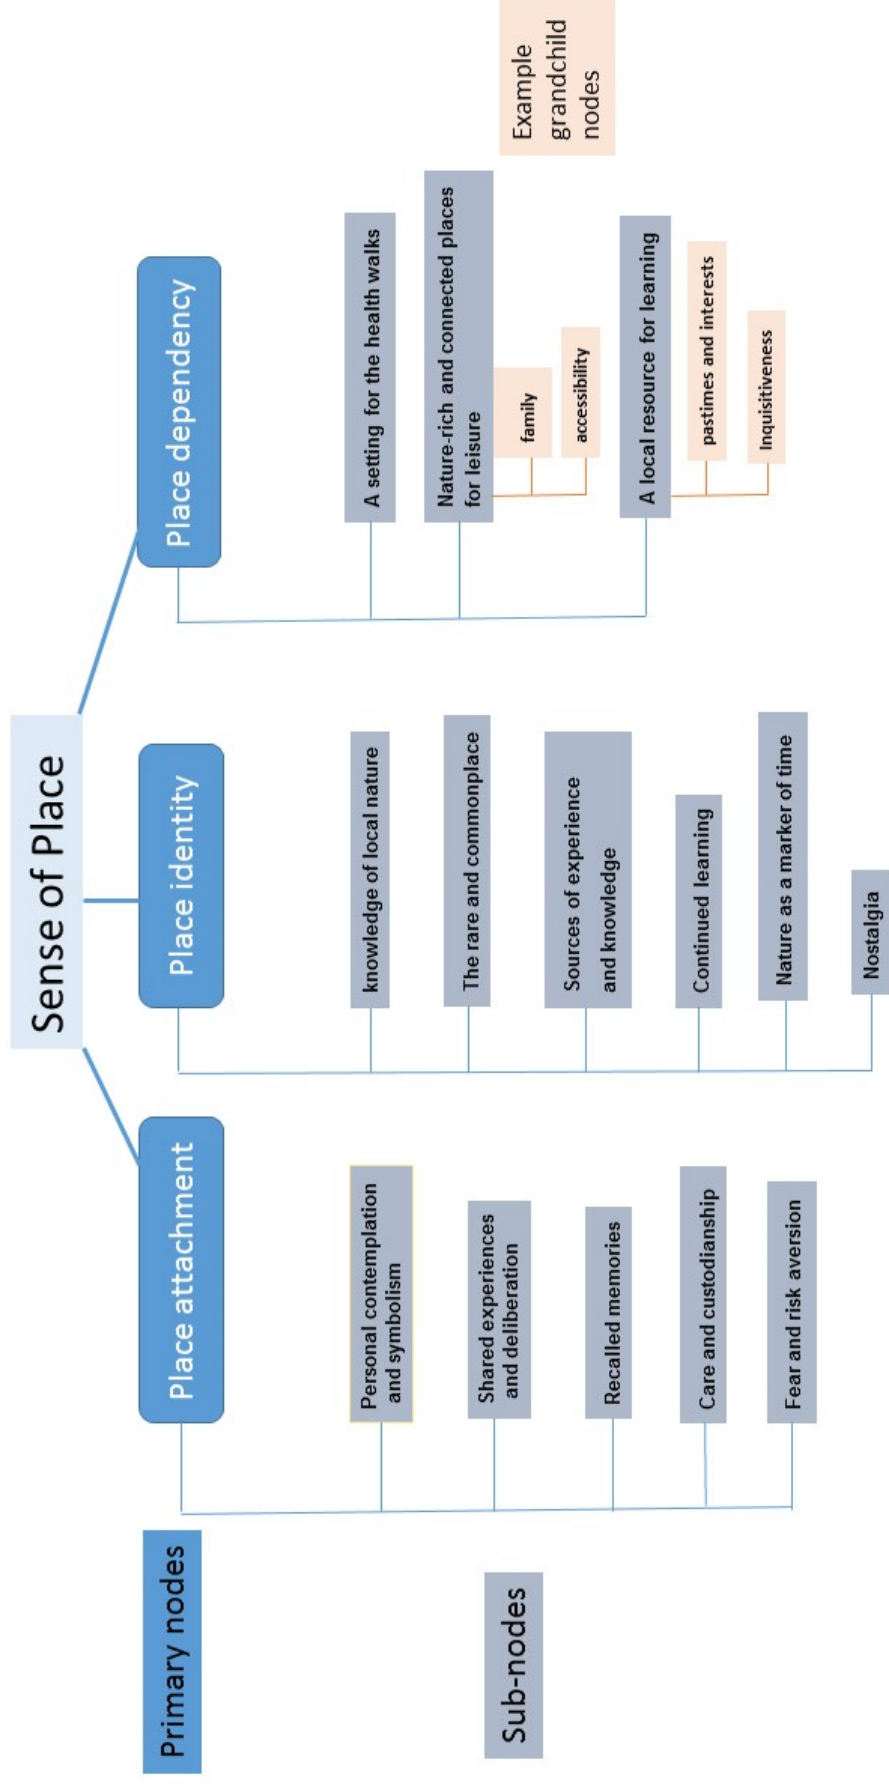 Sense of Place
Primary nodes
Place attachment
Place identity
Place dependency
Sub-nodes
Personal contemplation
and symbolism
Shared experiences
and deliberation
Recalled memories
Care and custodianship
Fear and risk aversion
knowledge of local nature
The rare and commonplace
Sources of experience
and knowledge
Continued learning
Nature as a marker of time
Nostalgia
A setting for the health walks
Nature-rich and connected places
for leisure
family
accessibility
A local resource for learning
pastimes and interests
Inquisitiveness
Example
grandchild
nodes